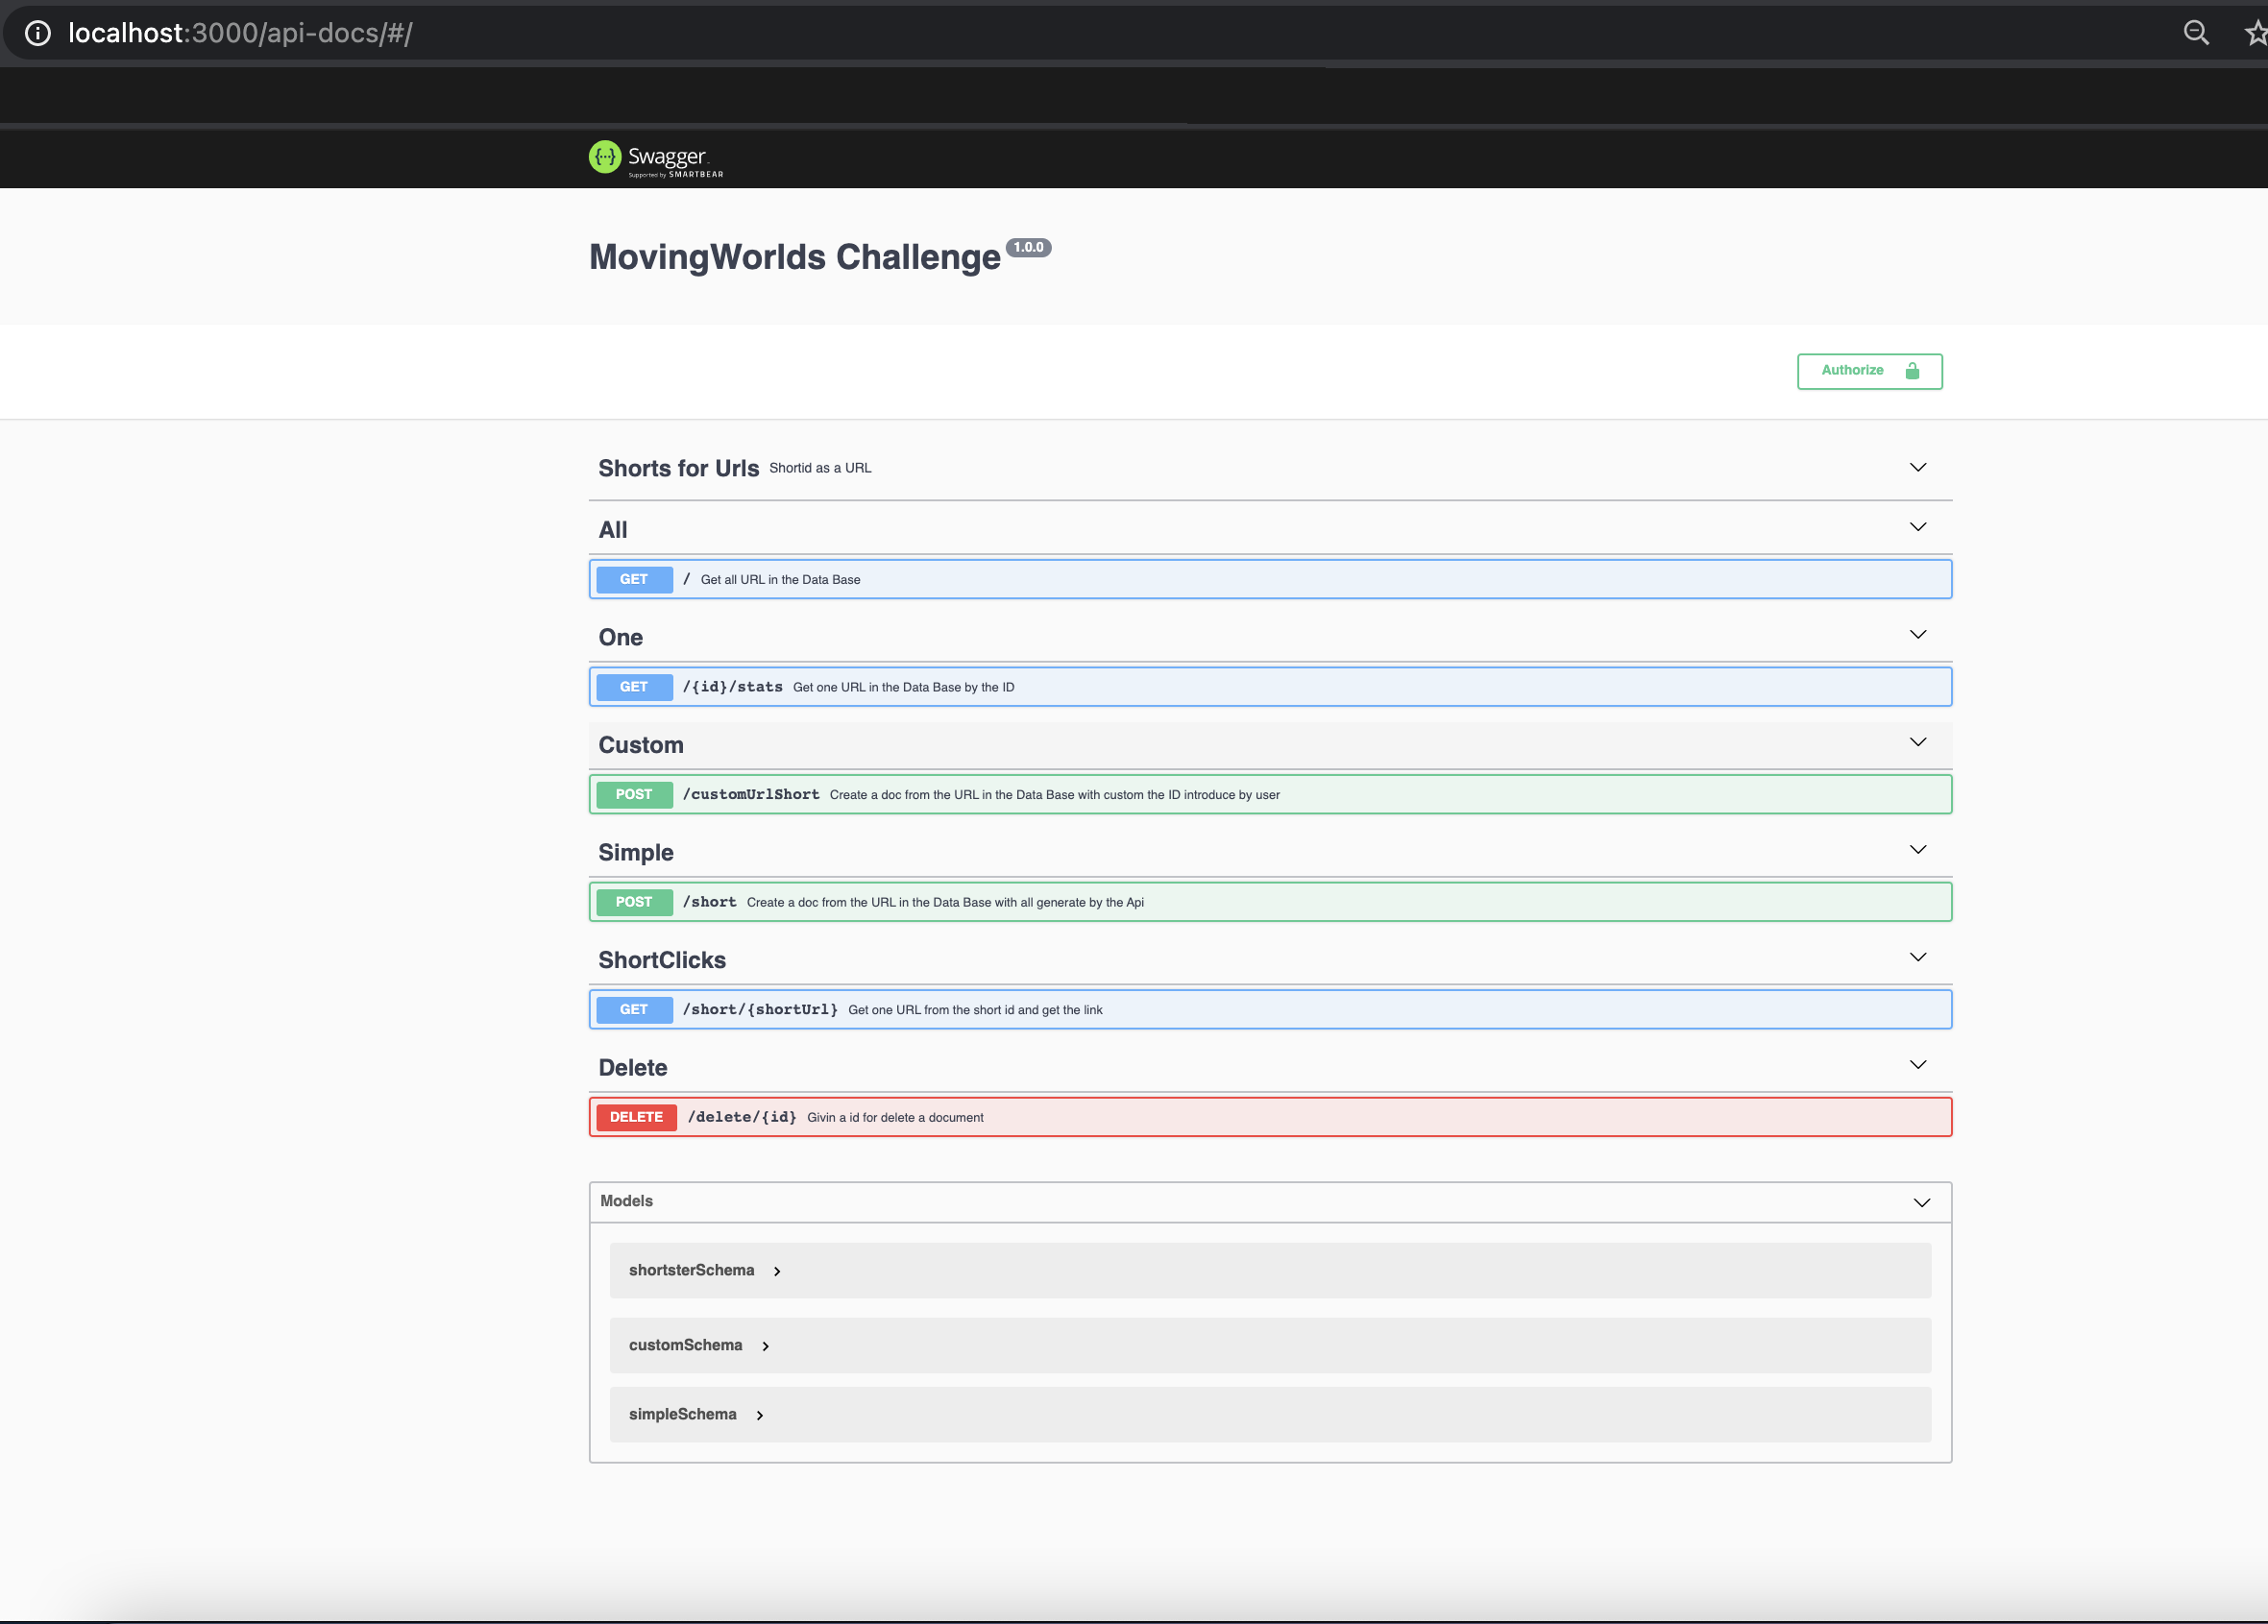 localhost:3000/api-docs/#/
Swagger
Supported by SMARTBEAR
MovingWorlds Challenge 1.0.0
Authorize
Shorts for Urls Shortid as a URL
All
GET / Get all URL in the Data Base
One
GET /{id}/stats Get one URL in the Data Base by the ID
Custom
POST /customUrlShort Create a doc from the URL in the Data Base with custom the ID introduce by user
Simple
POST /short Create a doc from the URL in the Data Base with all generate by the Api
ShortClicks
GET /short/{shortUrl} Get one URL from the short id and get the link
Delete
DELETE /delete/{id} Givin a id for delete a document
Models
shortsterSchema
customSchema
simpleSchema